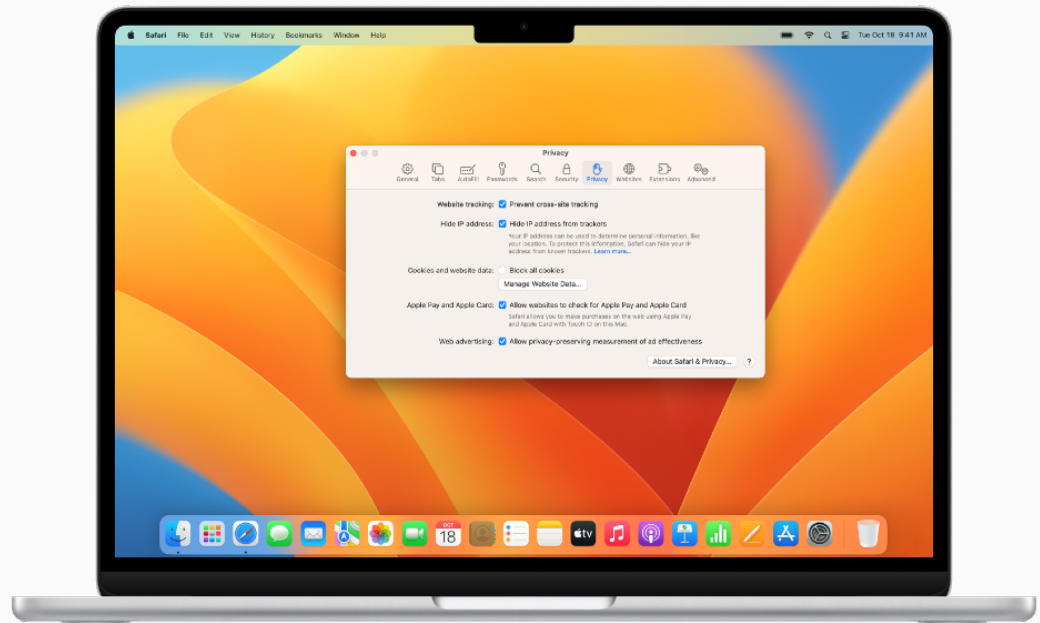 Safari File Edit View History Bookmarks Window Help Tue Oct 18 9:41 AM
Privacy
General Tabs AutoFill Passwords Search Security Privacy Websites Extensions Advanced
Website tracking: Prevent cross-site tracking
Hide IP address: Hide IP address from trackers
Your IP address can be used to determine personal information, like
your location. To protect this information, Safari can hide your IP
address from known trackers. Learn more...
Cookies and website data: Block all cookies
Manage Website Data...
Apple Pay and Apple Card: Allow websites to check for Apple Pay and Apple Card
Safari allows you to make purchases on the web using Apple Pay
and Apple Card with Touch ID on this Mac.
Web advertising: Allow privacy-preserving measurement of ad effectiveness
About Safari & Privacy... ?
OCT
18
tv